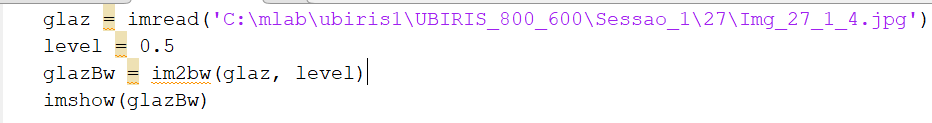 glaz = imread('C:\mlab\ubiris1\UBIRIS_800_600\Sessao_1\27\Img_27_1_4.jpg')
level = 0.5
glazBw = im2bw(glaz, level)
imshow(glazBw)